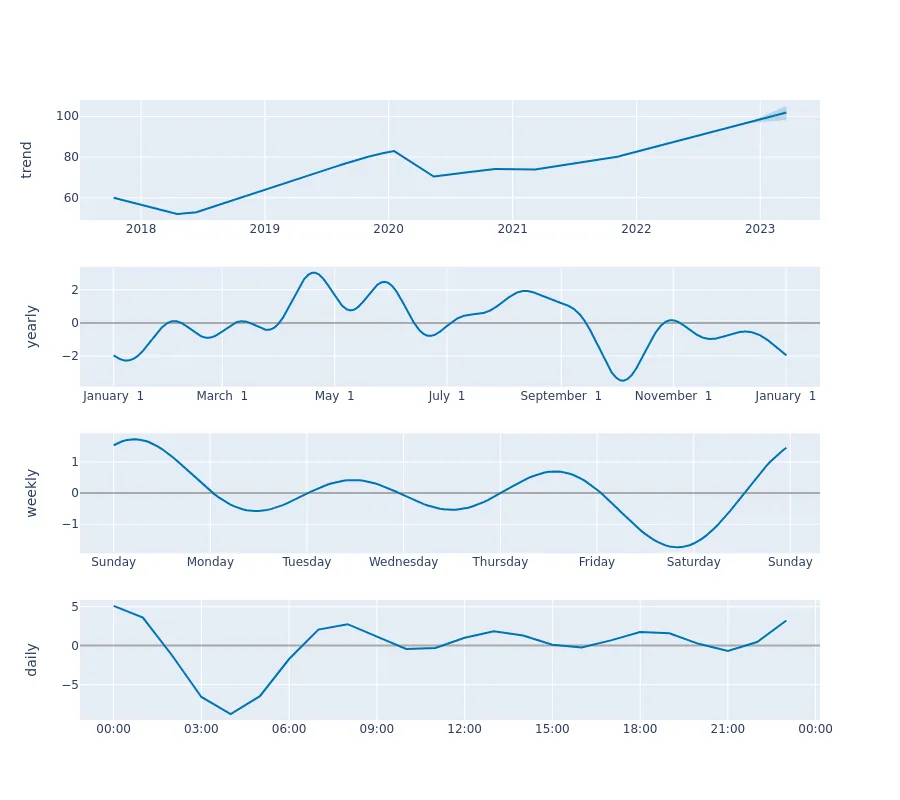 trend
100
80
60
2018 2019 2020 2021 2022 2023
yearly
2
0
−2
January 1 March 1 May 1 July 1 September 1 November 1 January 1
weekly
1
0
−1
Sunday Monday Tuesday Wednesday Thursday Friday Saturday Sunday
daily
5
0
−5
00:00 03:00 06:00 09:00 12:00 15:00 18:00 21:00 00:00